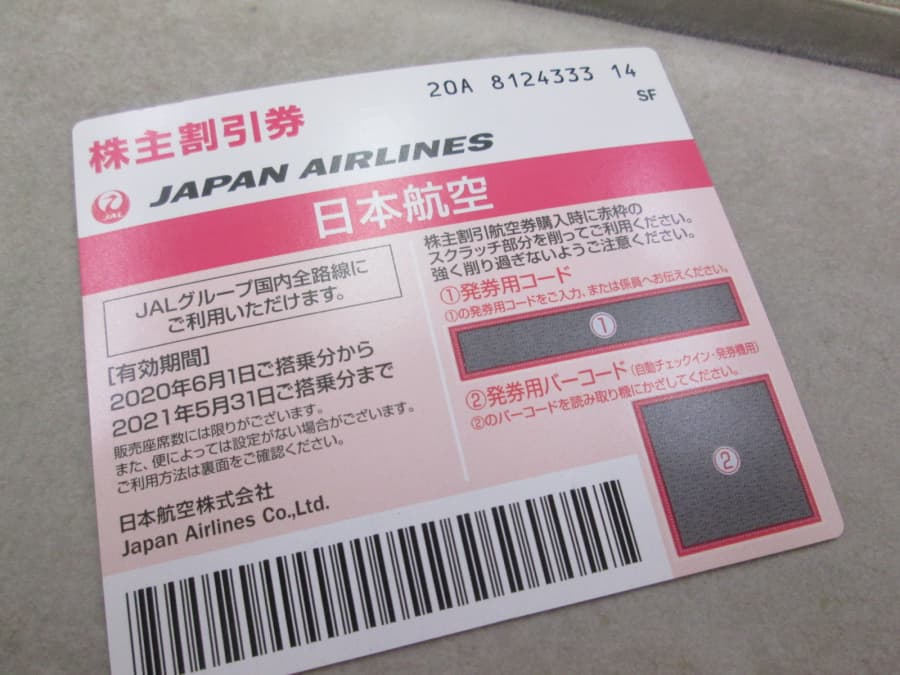 20A 8124333 14
SF
株主割引券
JAL
JAPAN AIRLINES
日本航空
JALグループ国内全路線に
ご利用いただけます。
[有効期間]
2020年6月1日ご搭乗分から
2021年5月31日ご搭乗分まで
販売座席数には限りがございます。
また、便によっては設定がない場合がございます。
ご利用方法は裏面をご確認ください。
日本航空株式会社
Japan Airlines Co.,Ltd.
株主割引航空券購入時に赤枠の
スクラッチ部分を削ってご利用ください。
強く削り過ぎないようご注意ください。
①発券用コード
①の発券用コードをご入力、または係員へお伝えください。
①
②発券用バーコード(自動チェックイン・発券機用)
②のバーコードを読み取り機にかざしてください。
②